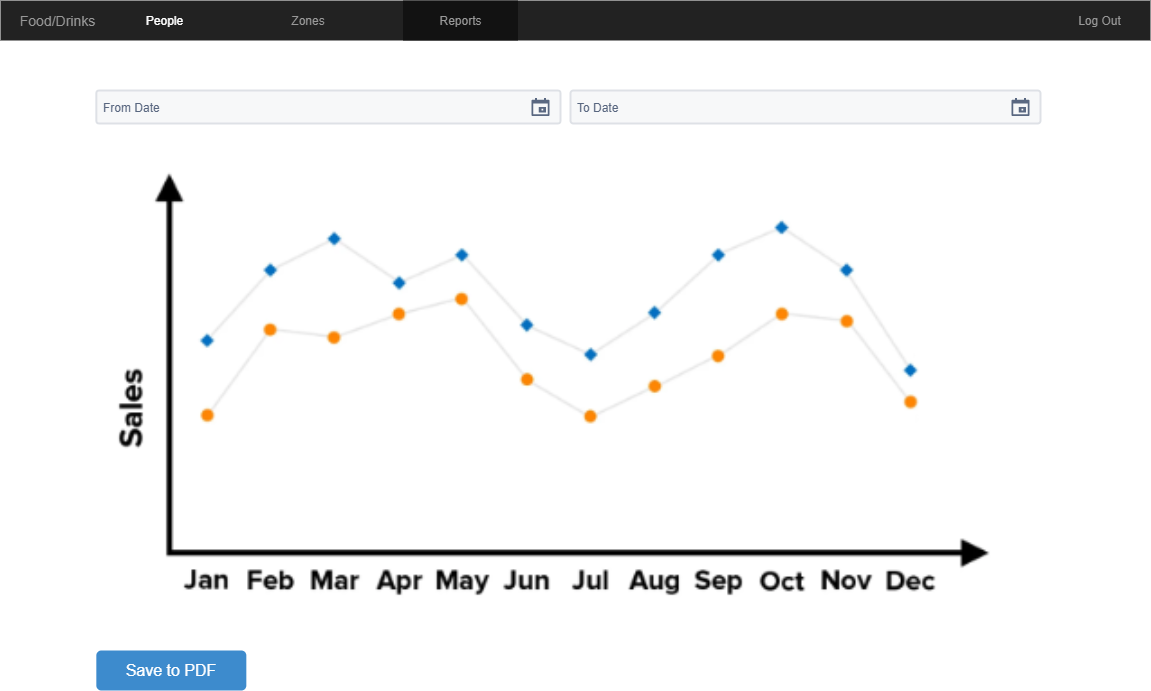 Food/Drinks People Zones Reports Log Out
From Date To Date
Sales
Jan Feb Mar Apr May Jun Jul Aug Sep Oct Nov Dec
Save to PDF